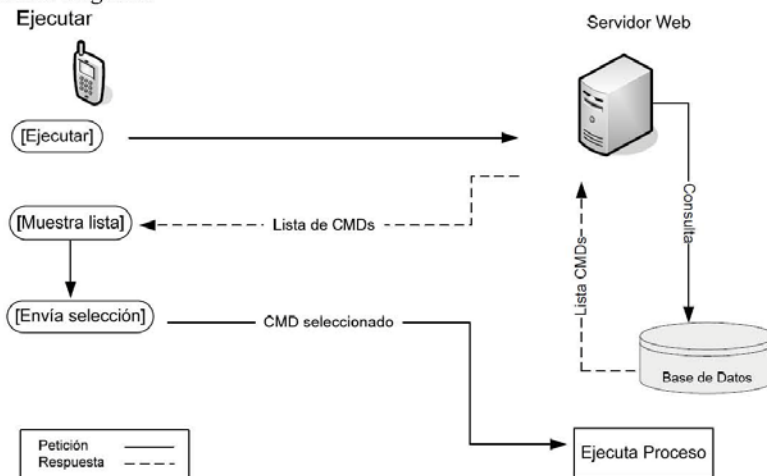 Ejecutar
Servidor Web
[Ejecutar]
Consulta
[Muestra lista]
Lista de CMDs
Lista CMDs
[Envía selección]
CMD seleccionado
Base de Datos
Petición
Respuesta
Ejecuta Proceso